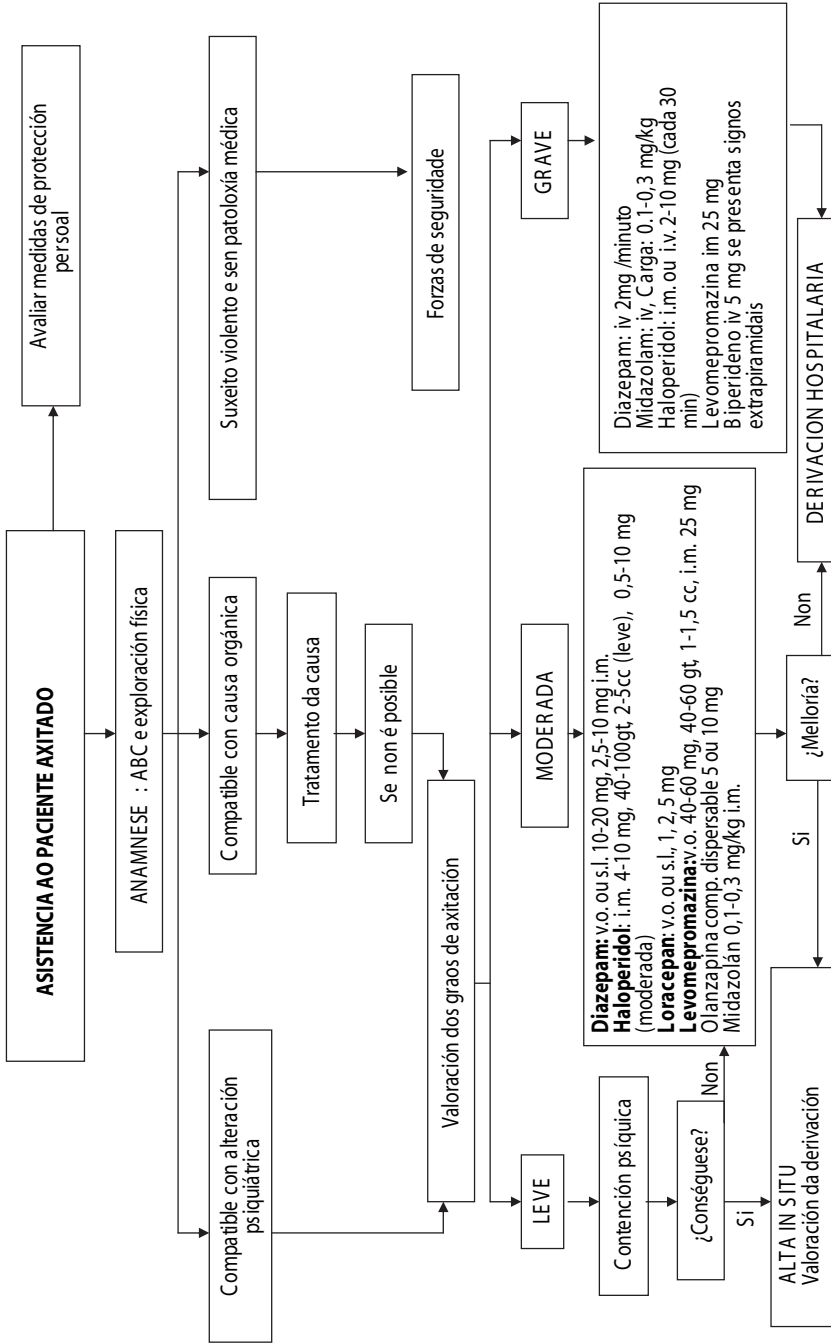 ASISTENCIA AO PACIENTE AXITADO
Avaliar medidas de protección
persoal
ANAMNESE : ABC e exploración física
Compatible con alteración
psiquiátrica
Compatible con causa orgánica
Suxeito violento e sen patoloxía médica
Tratamento da causa
Forzas de seguridade
Se non é posible
Valoración dos graos de axitación
LEVE
MODERADA
GRAVE
Contención psíquica
¿Conséguese?
Non
Si
Diazepam: v.o. ou s.l. 10-20 mg, 2,5-10 mg i.m.
Haloperidol: i.m. 4-10 mg, 40-100gt, 2-5cc (leve), 0,5-10 mg
(moderada)
Loracepan: v.o. ou s.l., 1, 2,5 mg
Levomepromazina:v.o. 40-60 mg, 40-60 gt, 1-1,5 cc, i.m. 25 mg
Olanzapina comp. dispersable 5 ou 10 mg
Midazolán 0,1-0,3 mg/kg i.m.
Diazepam: iv 2mg /minuto
Midazolam: iv, Carga: 0.1-0,3 mg/kg
Haloperidol: i.m. ou i.v. 2-10 mg (cada 30
min)
Levomepromazina im 25 mg
Biperideno iv 5 mg se presenta signos
extrapiramidais
¿Melloría?
Si
Non
ALTA IN SITU
Valoración da derivación
DERIVACION HOSPITALARIA